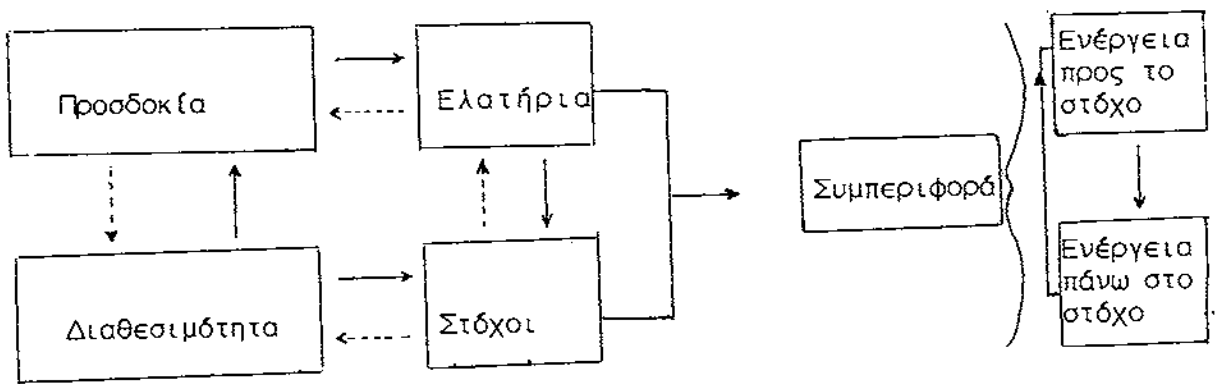 Προσδοκία
Ελατήρια
Διαθεσιμότητα
Στόχοι
Συμπεριφορά
Ενέργεια
προς το
στόχο
Ενέργεια
πάνω στο
στόχο